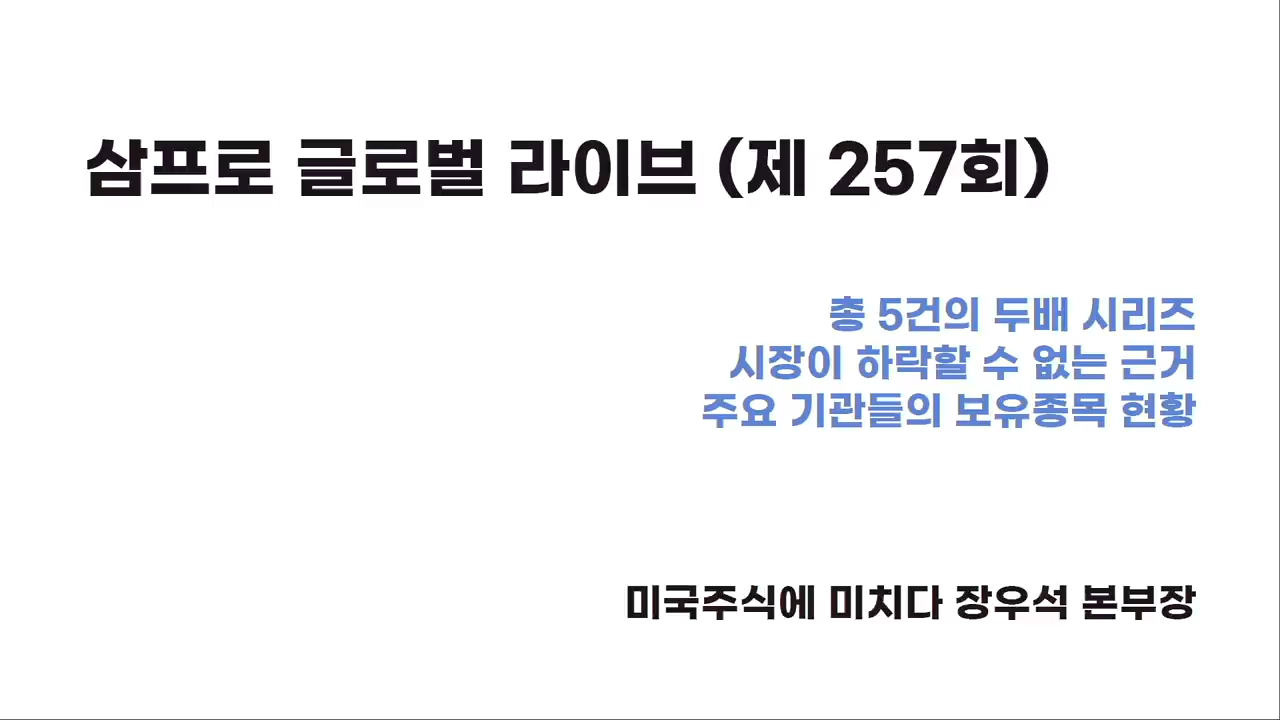 삼프로 글로벌 라이브 (제 257회)
총 5건의 두배 시리즈
시장이 하락할 수 없는 근거
주요 기관들의 보유종목 현황
미국주식에 미치다 장우석 본부장